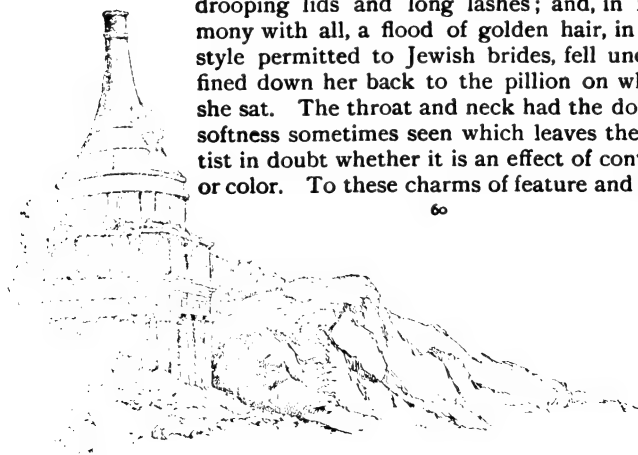 drooping lids and long lashes; and, in
mony with all, a flood of golden hair, in
style permitted to Jewish brides, fell
fined down her back to the pillion on
she sat. The throat and neck had the
softness sometimes seen which leaves the
tist in doubt whether it is an effect of
or color. To these charms of feature and
60